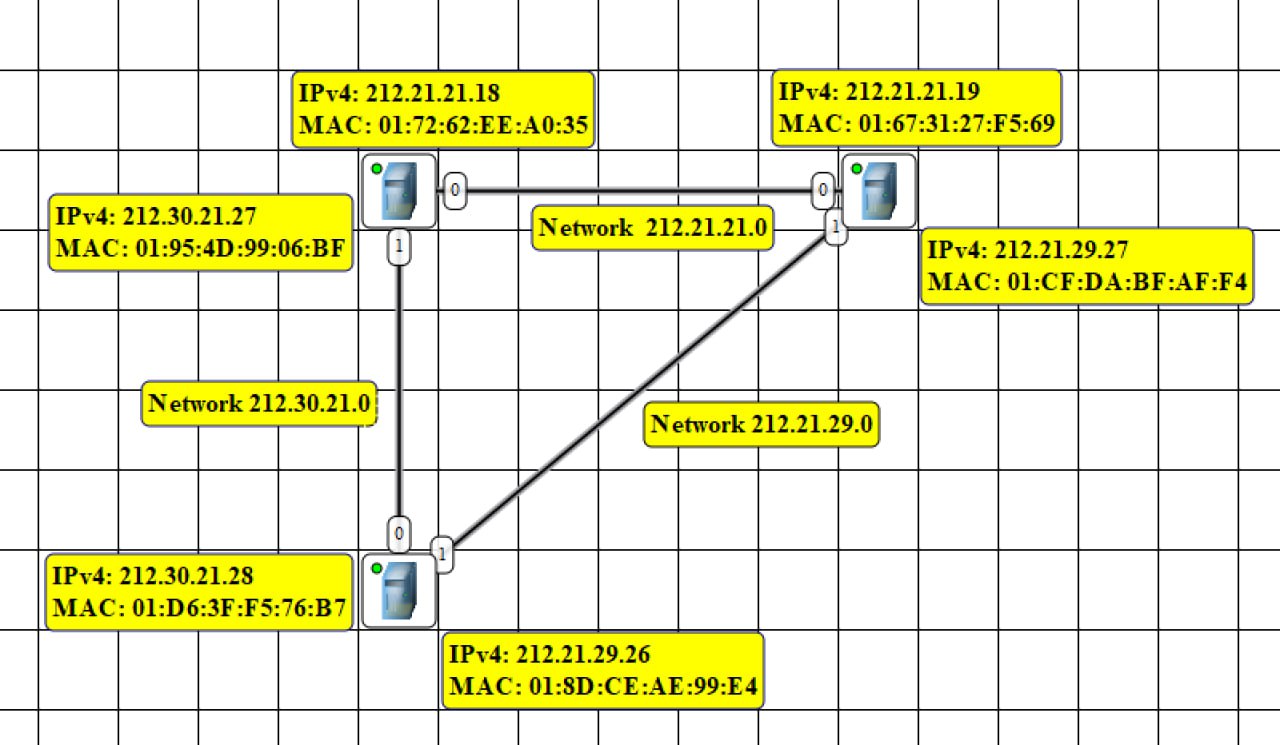 IPv4: 212.21.21.18
MAC: 01:72:62:EE:A0:35
IPv4: 212.21.21.19
MAC: 01:67:31:27:F5:69
0
0
IPv4: 212.30.21.27
MAC: 01:95:4D:99:06:BF
Network 212.21.21.0
1
1
IPv4: 212.21.29.27
MAC: 01:CF:DA:BF:AF:F4
Network 212.30.21.0
Network 212.21.29.0
0
1
IPv4: 212.30.21.28
MAC: 01:D6:3F:F5:76:B7
IPv4: 212.21.29.26
MAC: 01:8D:CE:AE:99:E4